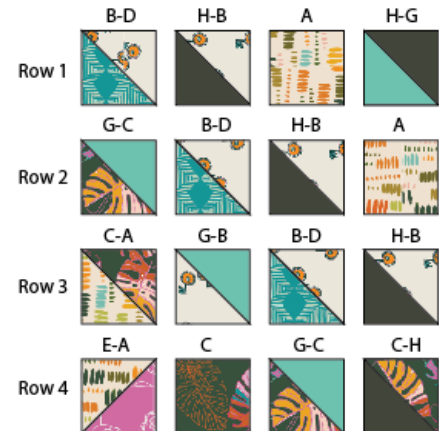 B-D H-B A H-G
Row 1
G-C B-D H-B A
Row 2
C-A G-B B-D H-B
Row 3
E-A C G-C C-H
Row 4